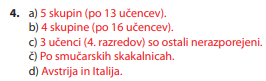 4. a) 5 skupin (po 13 učencev).
b) 4 skupine (po 16 učencev).
c) 3 učenci (4. razredov) so ostali nerazporejeni.
č) Po smučarskih skakalnicah.
d) Avstrija in Italija.